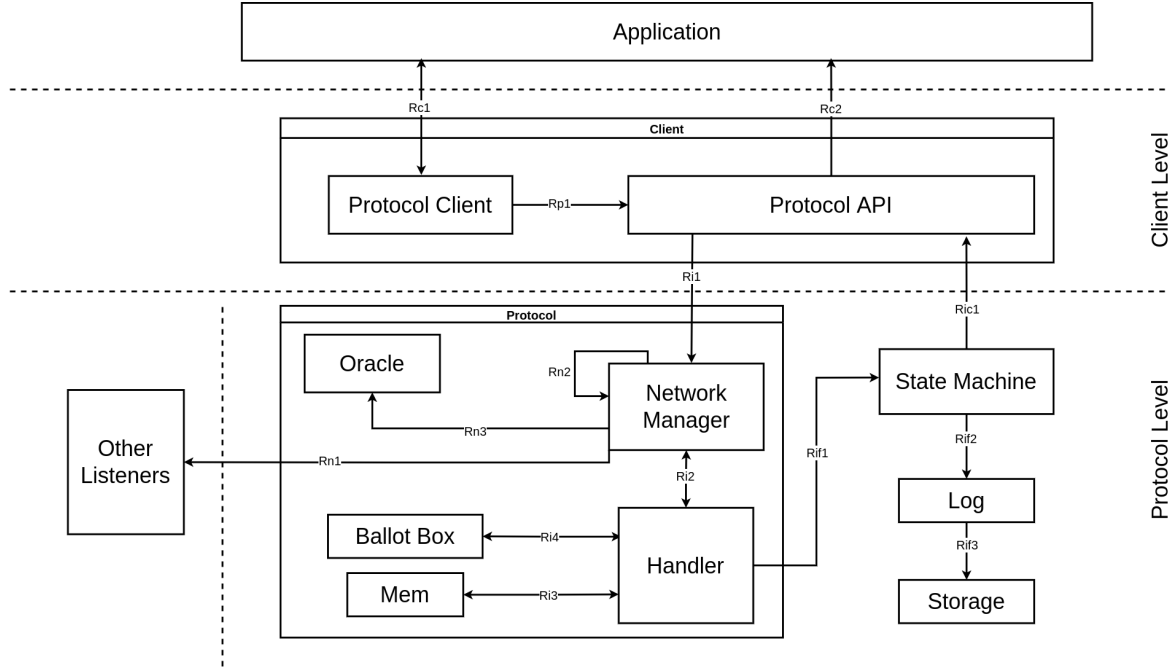 Application
Rc1
Rc2
Client
Protocol Client
Rp1
Protocol API
Client Level
Ri1
Protocol
Ric1
Oracle
Rn2
Network
Manager
State Machine
Rn3
Other
Listeners
Rn1
Ri2
Rif1
Rif2
Protocol Level
Ballot Box
Ri4
Handler
Log
Mem
Ri3
Rif3
Storage